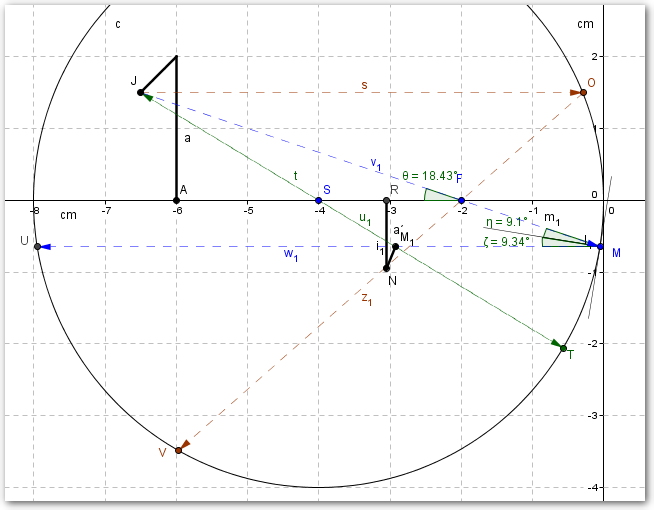 c
cm
2
J
O
s
1
a
v₁
θ = 18.43°
F
t
A
S
R
0
-8
cm
-7
-6
-5
-4
-3
-2
-1
0
u₁
m₁
η = 9.1°
a´
M₁
U
i₁
ζ = 9.34°
L
M
w₁
-1
N
z₁
-2
T
-3
V
-4